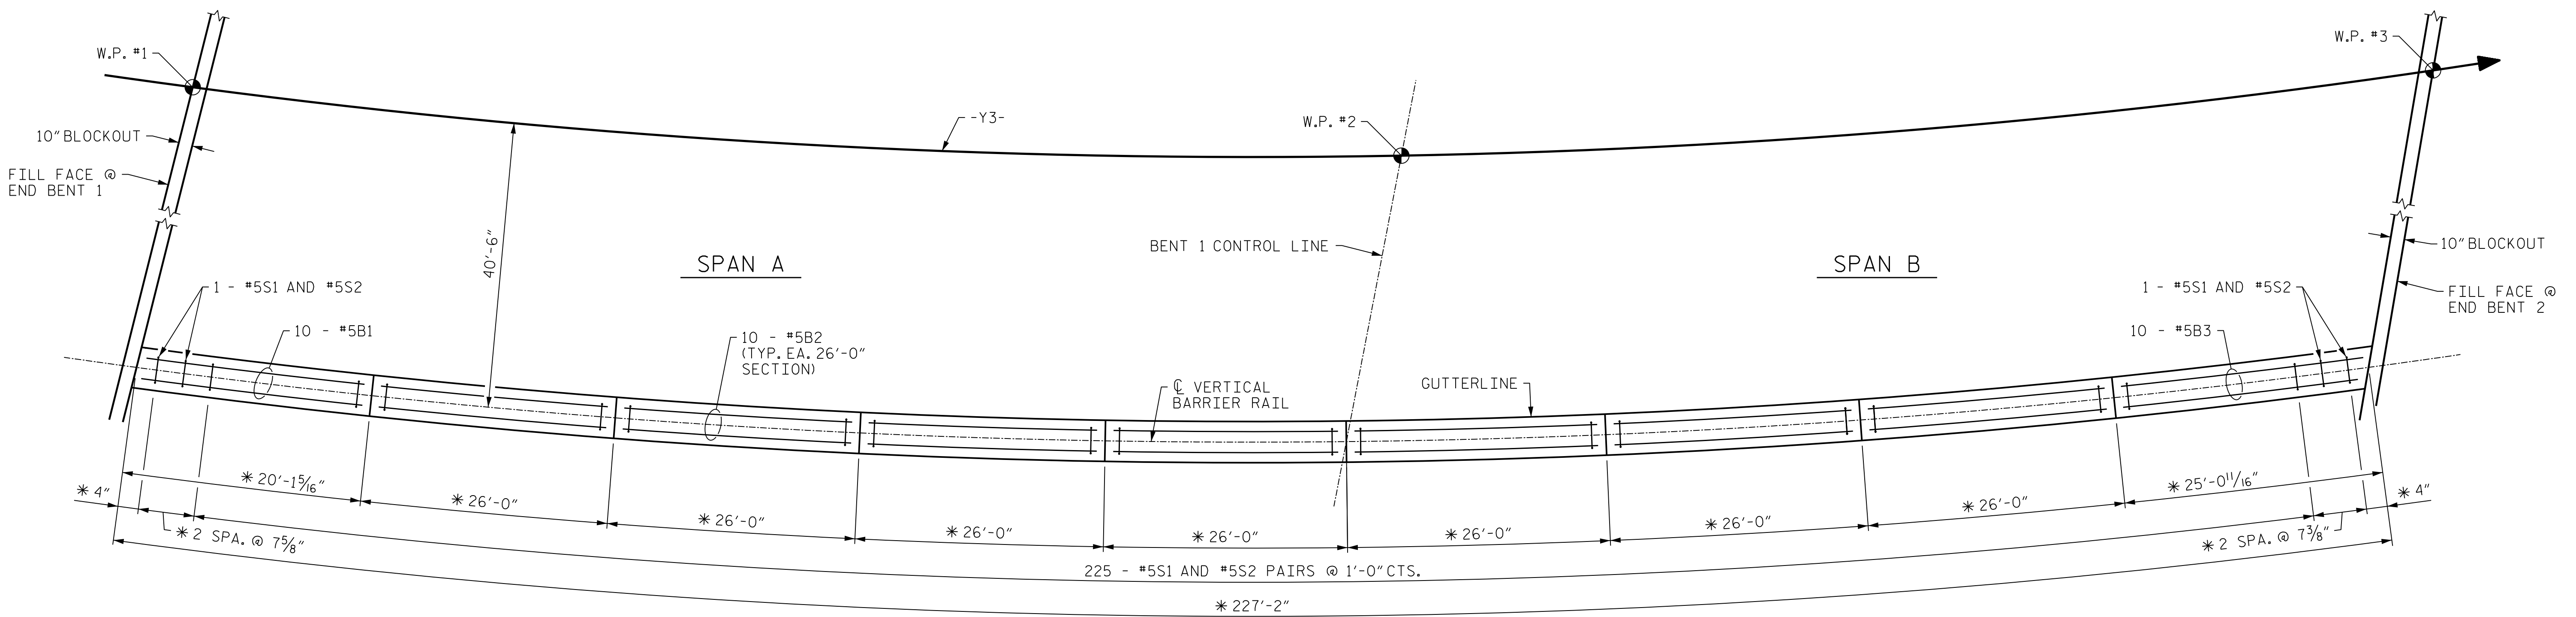 W.P. #1
W.P. #3
-Y3-
W.P. #2
10" BLOCKOUT
FILL FACE @
END BENT 1
40'-6"
SPAN A
BENT 1 CONTROL LINE
SPAN B
10" BLOCKOUT
FILL FACE @
END BENT 2
1 - #5S1 AND #5S2
10 - #5B1
10 - #5B2
(TYP. EA. 26'-0"
SECTION)
℄ VERTICAL
BARRIER RAIL
GUTTERLINE
1 - #5S1 AND #5S2
10 - #5B3
* 4"
* 20'-1 5/16"
* 26'-0"
* 26'-0"
* 26'-0"
* 26'-0"
* 26'-0"
* 26'-0"
* 26'-0"
* 25'-0 11/16"
* 4"
* 2 SPA. @ 7 5/8"
* 2 SPA. @ 7 3/8"
225 - #5S1 AND #5S2 PAIRS @ 1'-0" CTS.
* 227'-2"